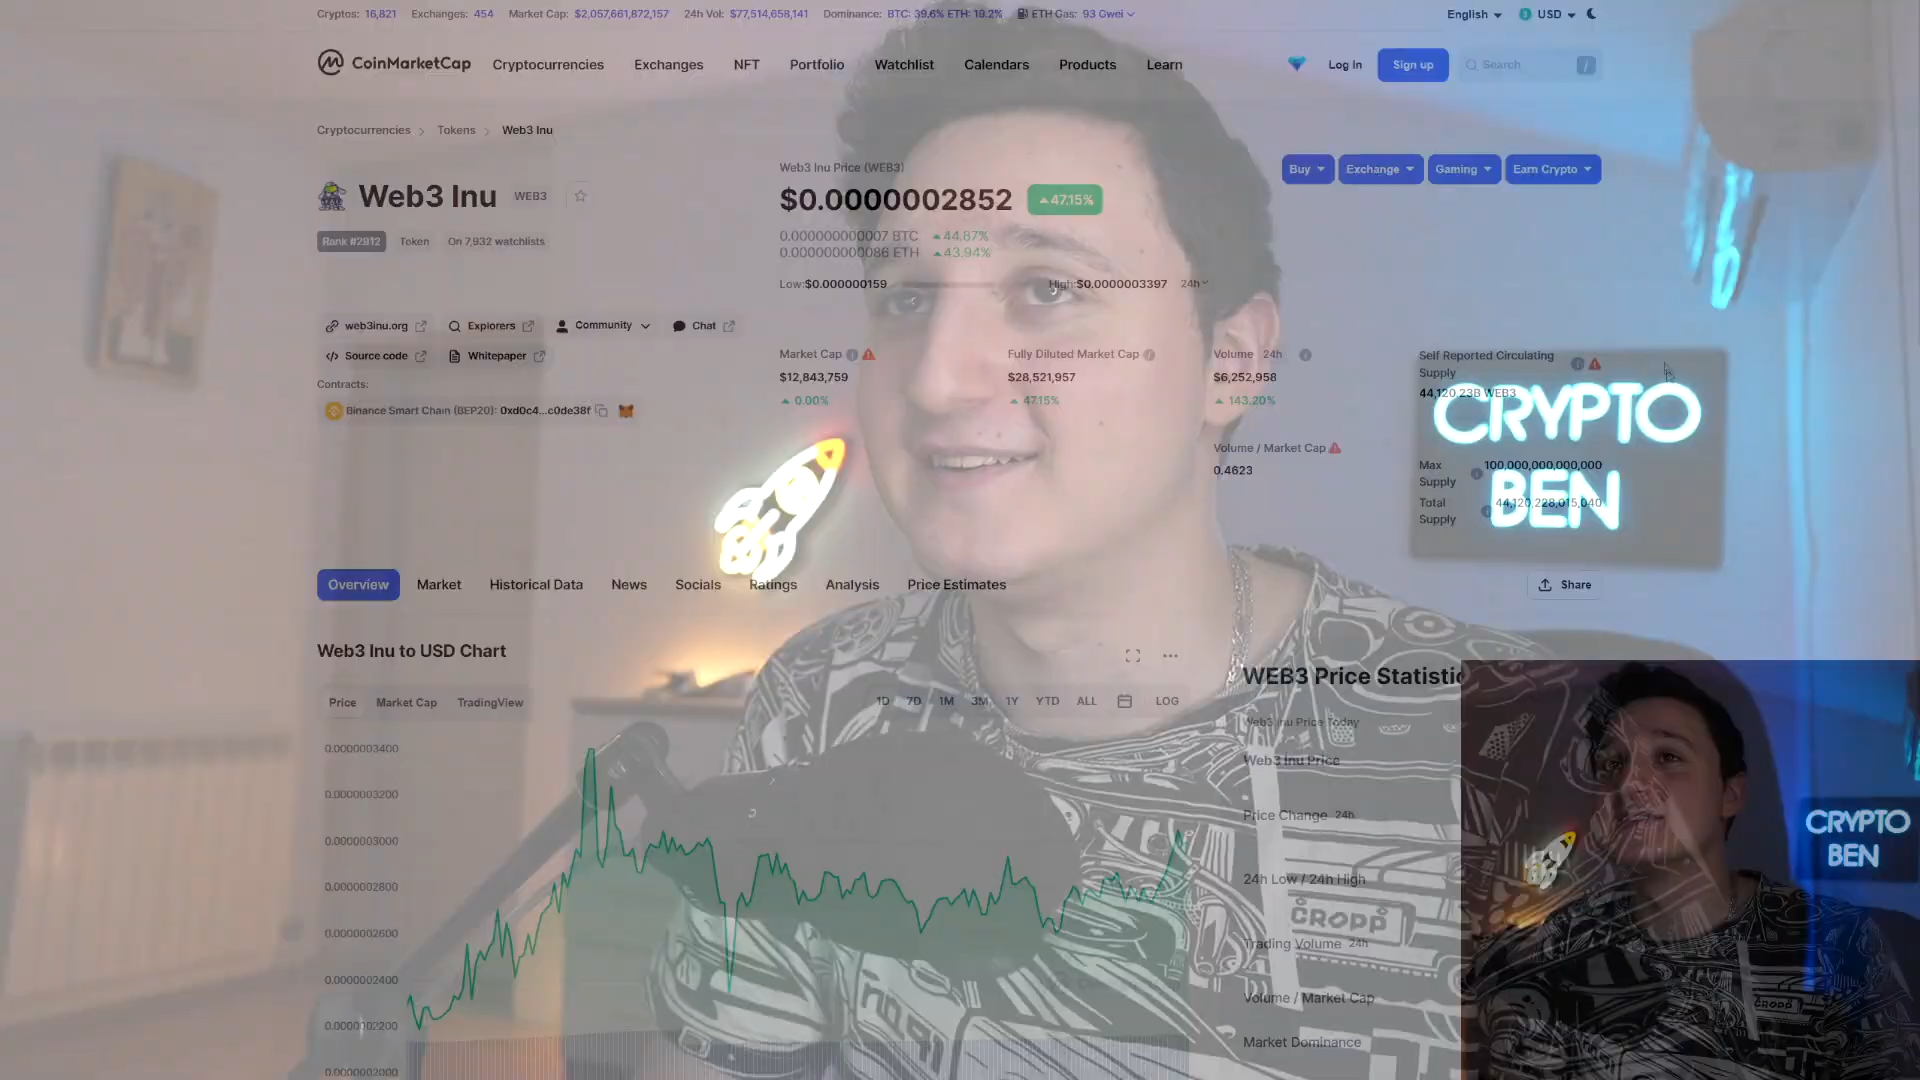 Cryptos: 16,821 Exchanges: 454 Market Cap: $2,057,661,872,157 24h Vol: $77,514,658,141 Dominance: BTC: 39.6% ETH: 19.2% ETH Gas: 93 Gwei English USD
CoinMarketCap Cryptocurrencies Exchanges NFT Portfolio Watchlist Calendars Products Learn Log In Sign up Search /
Cryptocurrencies Tokens Web3 Inu
Web3 Inu WEB3
Rank #2912 Token On 7,932 watchlists
web3inu.org Explorers Community Chat
Source code Whitepaper
Contracts:
Binance Smart Chain (BEP20): 0xd0c4...c0de38f
Web3 Inu Price (WEB3)
$0.0000002852 47.15%
0.000000000007 BTC 44.87%
0.000000000086 ETH 43.94%
Low:$0.000000159 High:$0.0000003397 24h
Buy Exchange Gaming Earn Crypto
Market Cap
$12,843,759
0.00%
Fully Diluted Market Cap
$28,521,957
47.15%
Volume 24h
$6,252,958
143.20%
Volume / Market Cap
0.4623
Self Reported Circulating
Supply
44,120.23B WEB3
Max
Supply
100,000,000,000,000
Total
Supply
44,120,228,015,040
CRYPTO
BEN
Overview Market Historical Data News Socials Ratings Analysis Price Estimates Share
Web3 Inu to USD Chart
Price Market Cap TradingView 1D 7D 1M 3M 1Y YTD ALL LOG
0.0000003400
0.0000003200
0.0000003000
0.0000002800
0.0000002600
0.0000002400
0.0000002200
0.0000002000
WEB3 Price Statistic
Web3 Inu Price Today
Web3 Inu Price
Price Change 24h
24h Low / 24h High
Trading Volume 24h
Volume / Market Cap
Market Dominance
CROPP
CRYPTO
BEN
CROPP